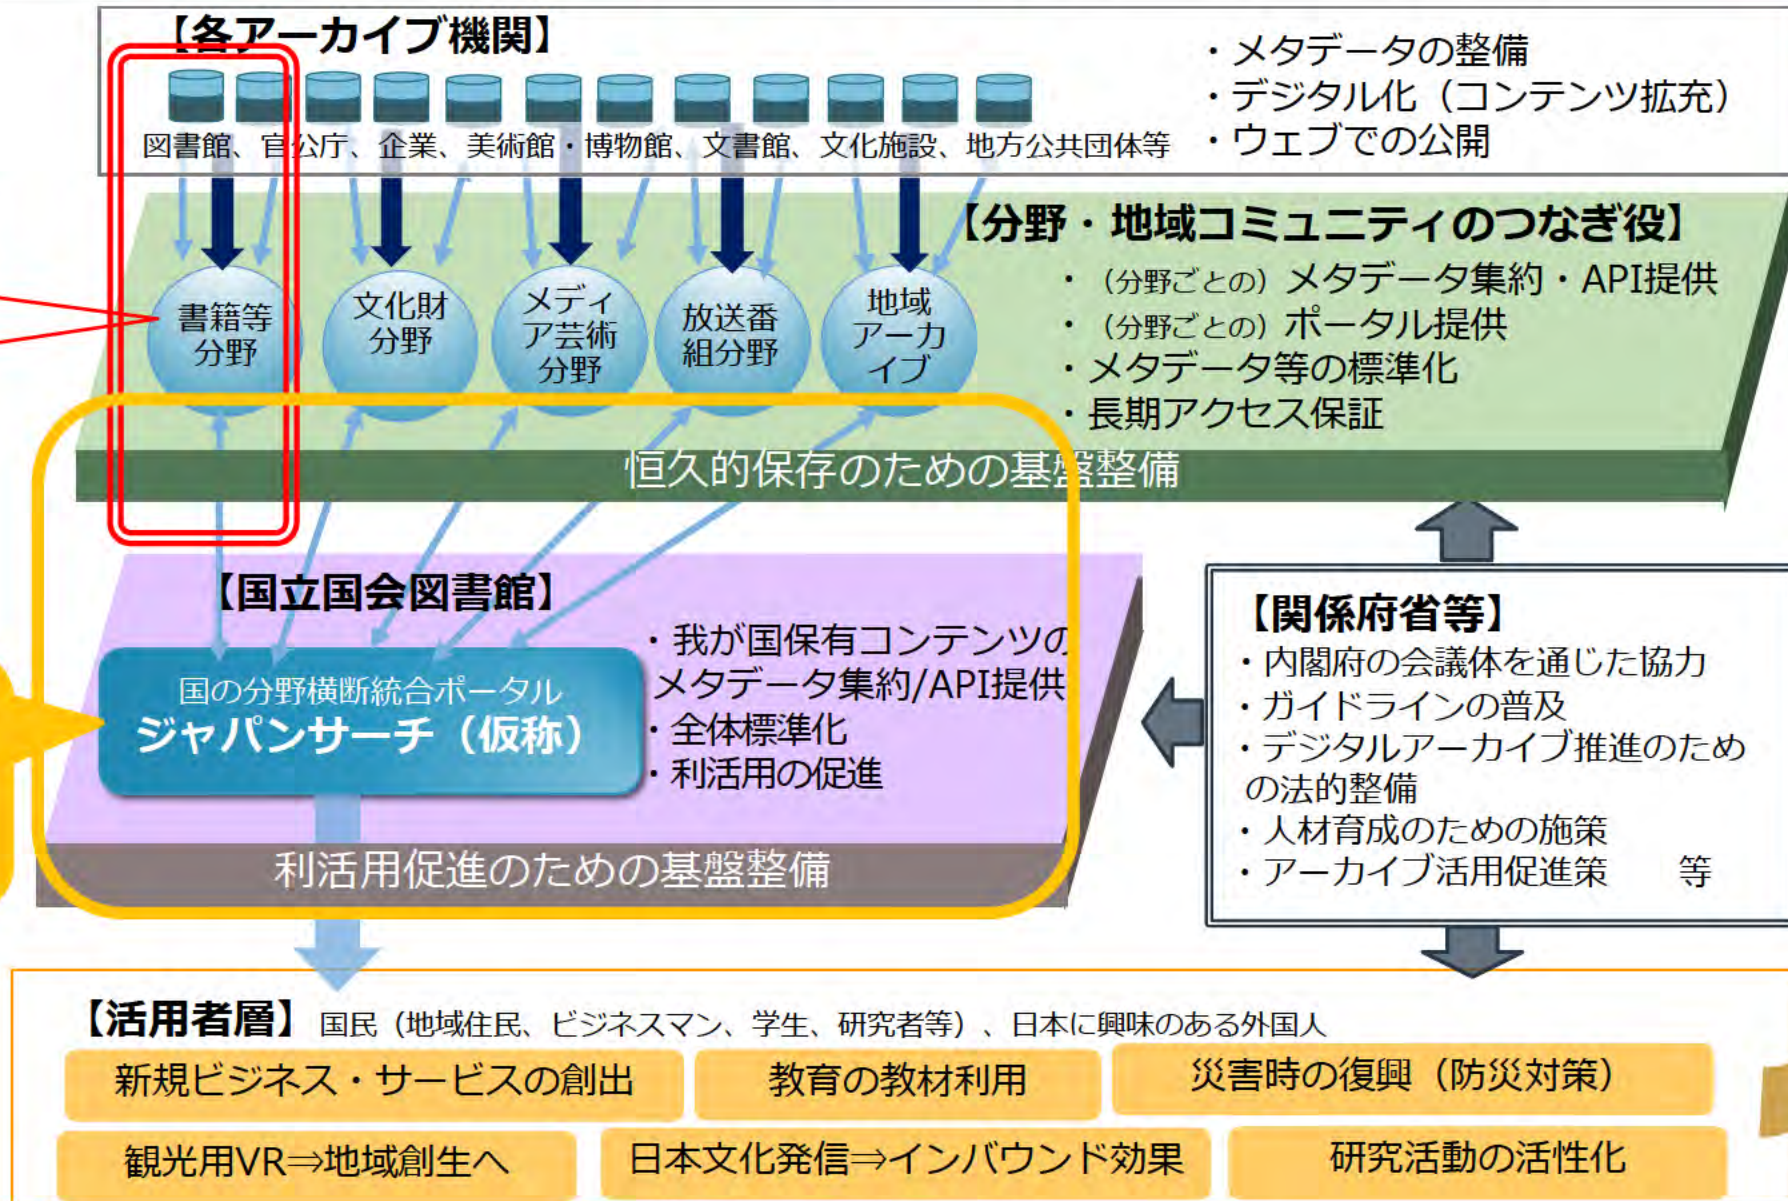 【各アーカイブ機関】
図書館、官公庁、企業、美術館・博物館、文書館、文化施設、地方公共団体等
・メタデータの整備
・デジタル化（コンテンツ拡充）
・ウェブでの公開
【分野・地域コミュニティのつなぎ役】
・（分野ごとの）メタデータ集約・API提供
・（分野ごとの）ポータル提供
・メタデータ等の標準化
・長期アクセス保証
書籍等
分野
文化財
分野
メディ
ア芸術
分野
放送番
組分野
地域
アーカ
イブ
恒久的保存のための基盤整備
【国立国会図書館】
国の分野横断統合ポータル
ジャパンサーチ（仮称）
・我が国保有コンテンツの
メタデータ集約/API提供
・全体標準化
・利活用の促進
利活用促進のための基盤整備
【関係府省等】
・内閣府の会議体を通じた協力
・ガイドラインの普及
・デジタルアーカイブ推進のため
の法的整備
・人材育成のための施策
・アーカイブ活用促進策　　等
【活用者層】国民（地域住民、ビジネスマン、学生、研究者等）、日本に興味のある外国人
新規ビジネス・サービスの創出
教育の教材利用
災害時の復興（防災対策）
観光用VR⇒地域創生へ
日本文化発信⇒インバウンド効果
研究活動の活性化